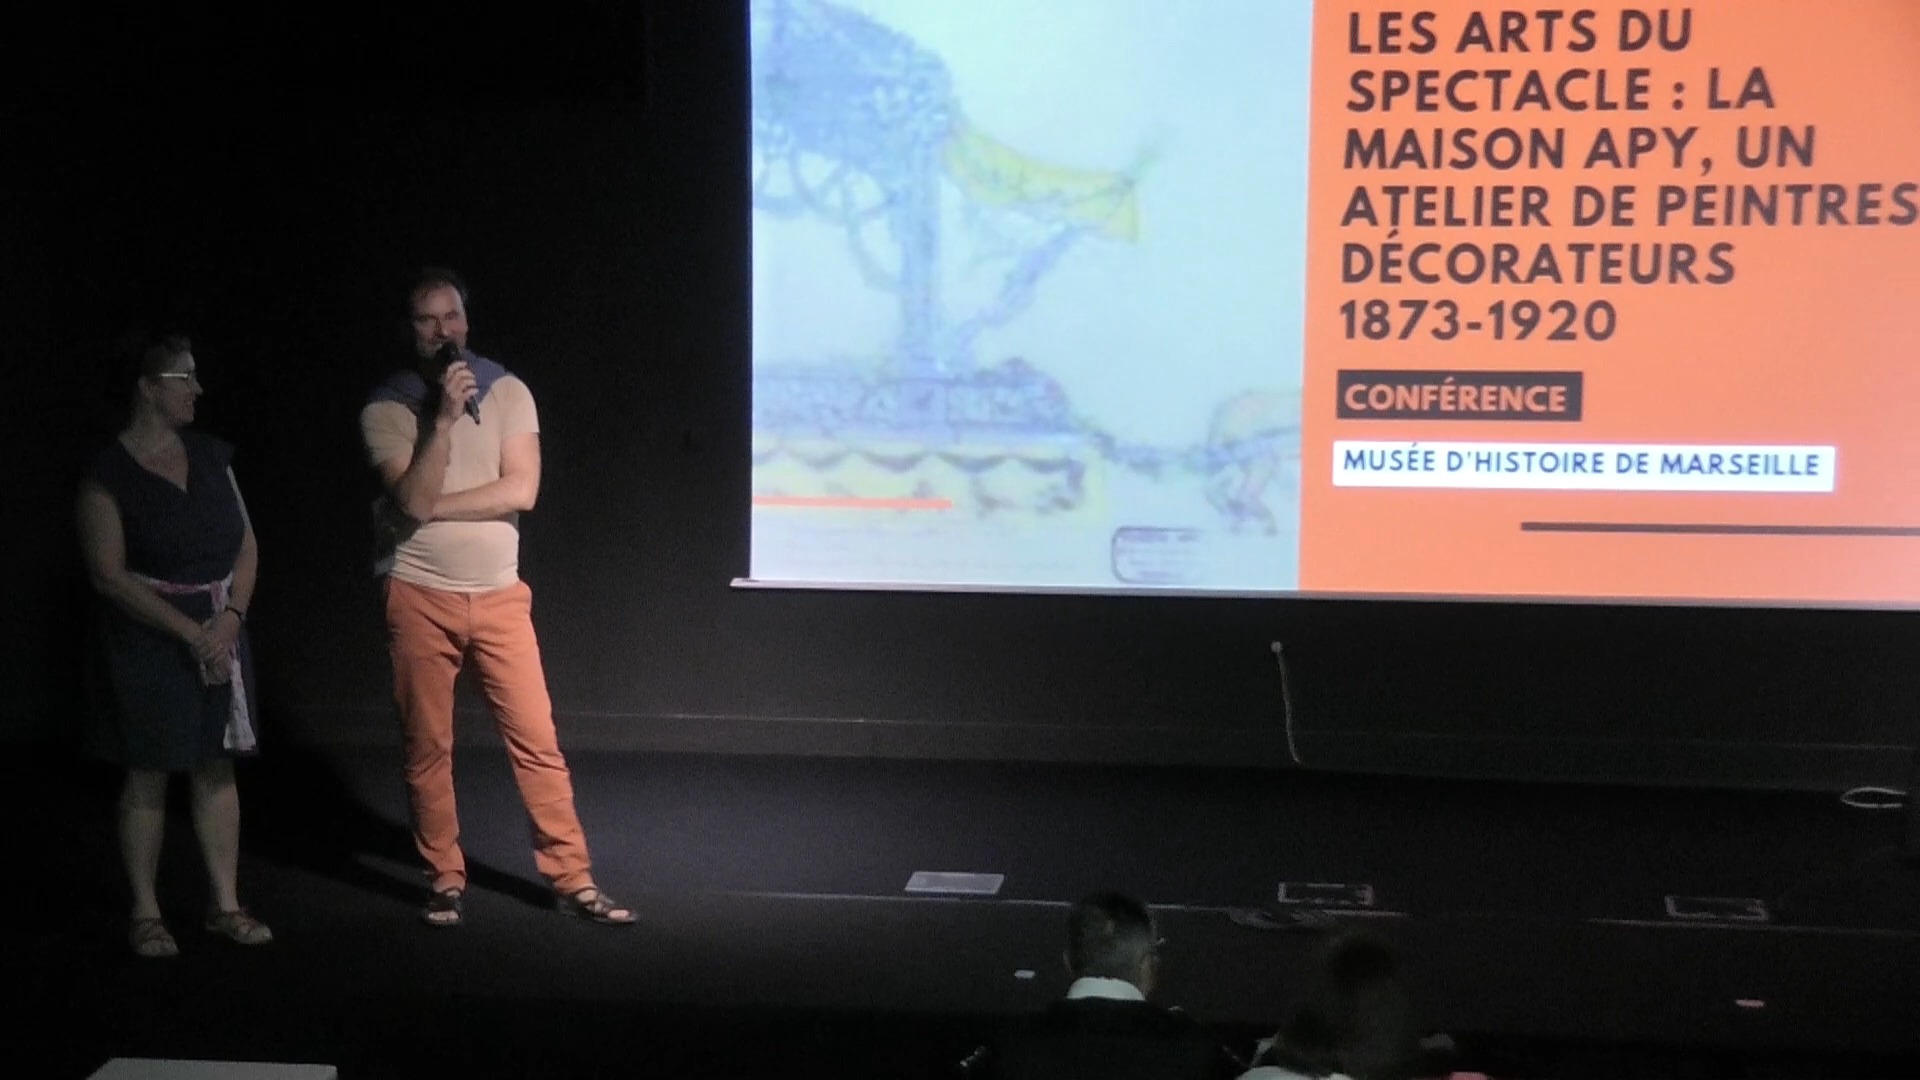 LES ARTS DU
SPECTACLE : LA
MAISON APY, UN
ATELIER DE PEINTRES
DÉCORATEURS
1873-1920
CONFÉRENCE
MUSÉE D'HISTOIRE DE MARSEILLE